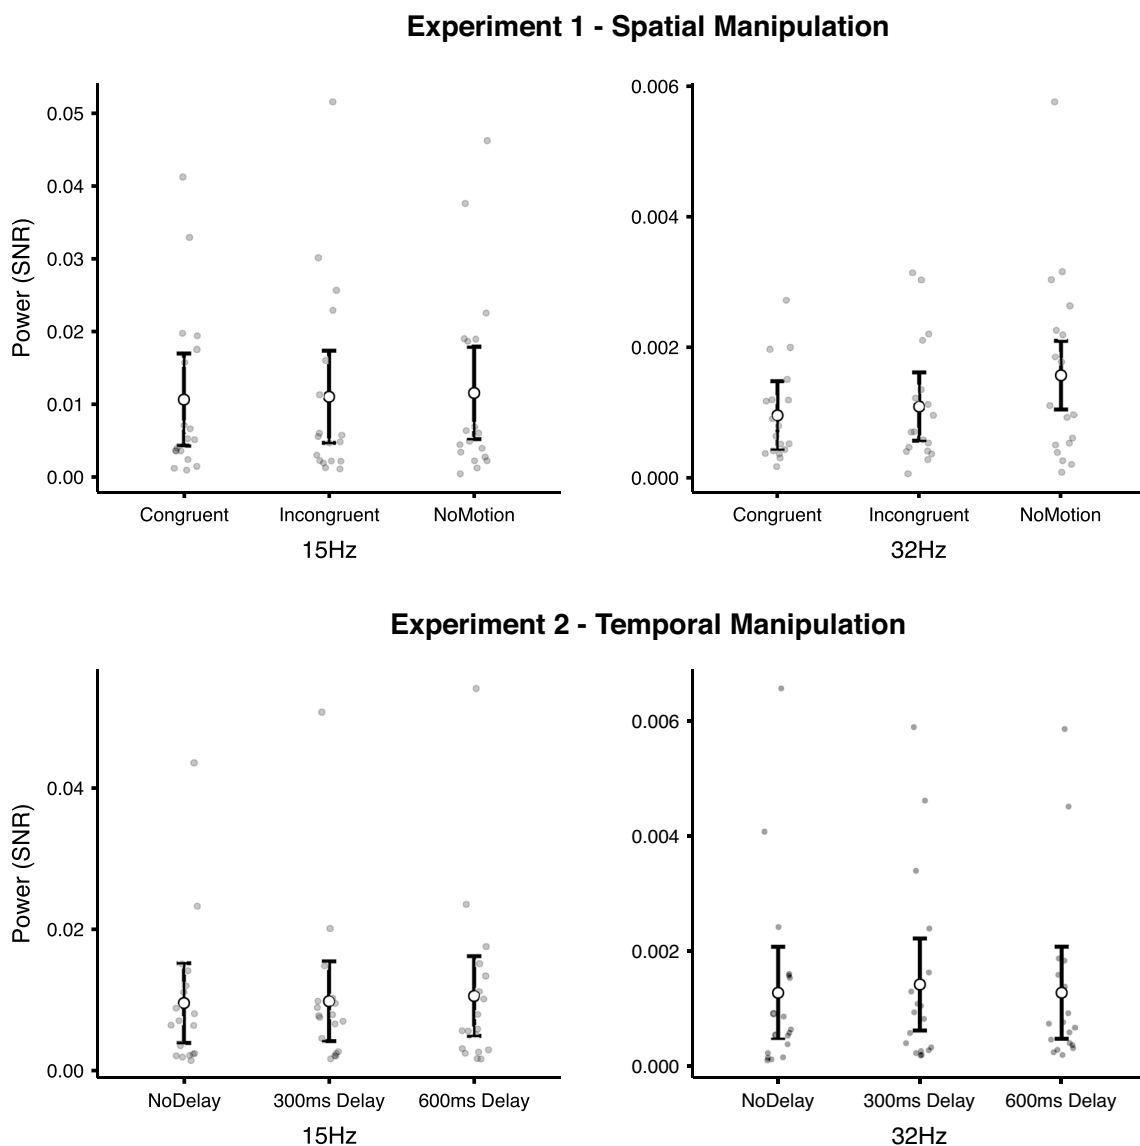 Experiment 1 - Spatial Manipulation
Power (SNR)
0.05
0.04
0.03
0.02
0.01
0.00
Congruent Incongruent NoMotion
15Hz
0.006
0.004
0.002
0.000
Congruent Incongruent NoMotion
32Hz
Experiment 2 - Temporal Manipulation
Power (SNR)
0.04
0.02
0.00
NoDelay 300ms Delay 600ms Delay
15Hz
0.006
0.004
0.002
0.000
NoDelay 300ms Delay 600ms Delay
32Hz